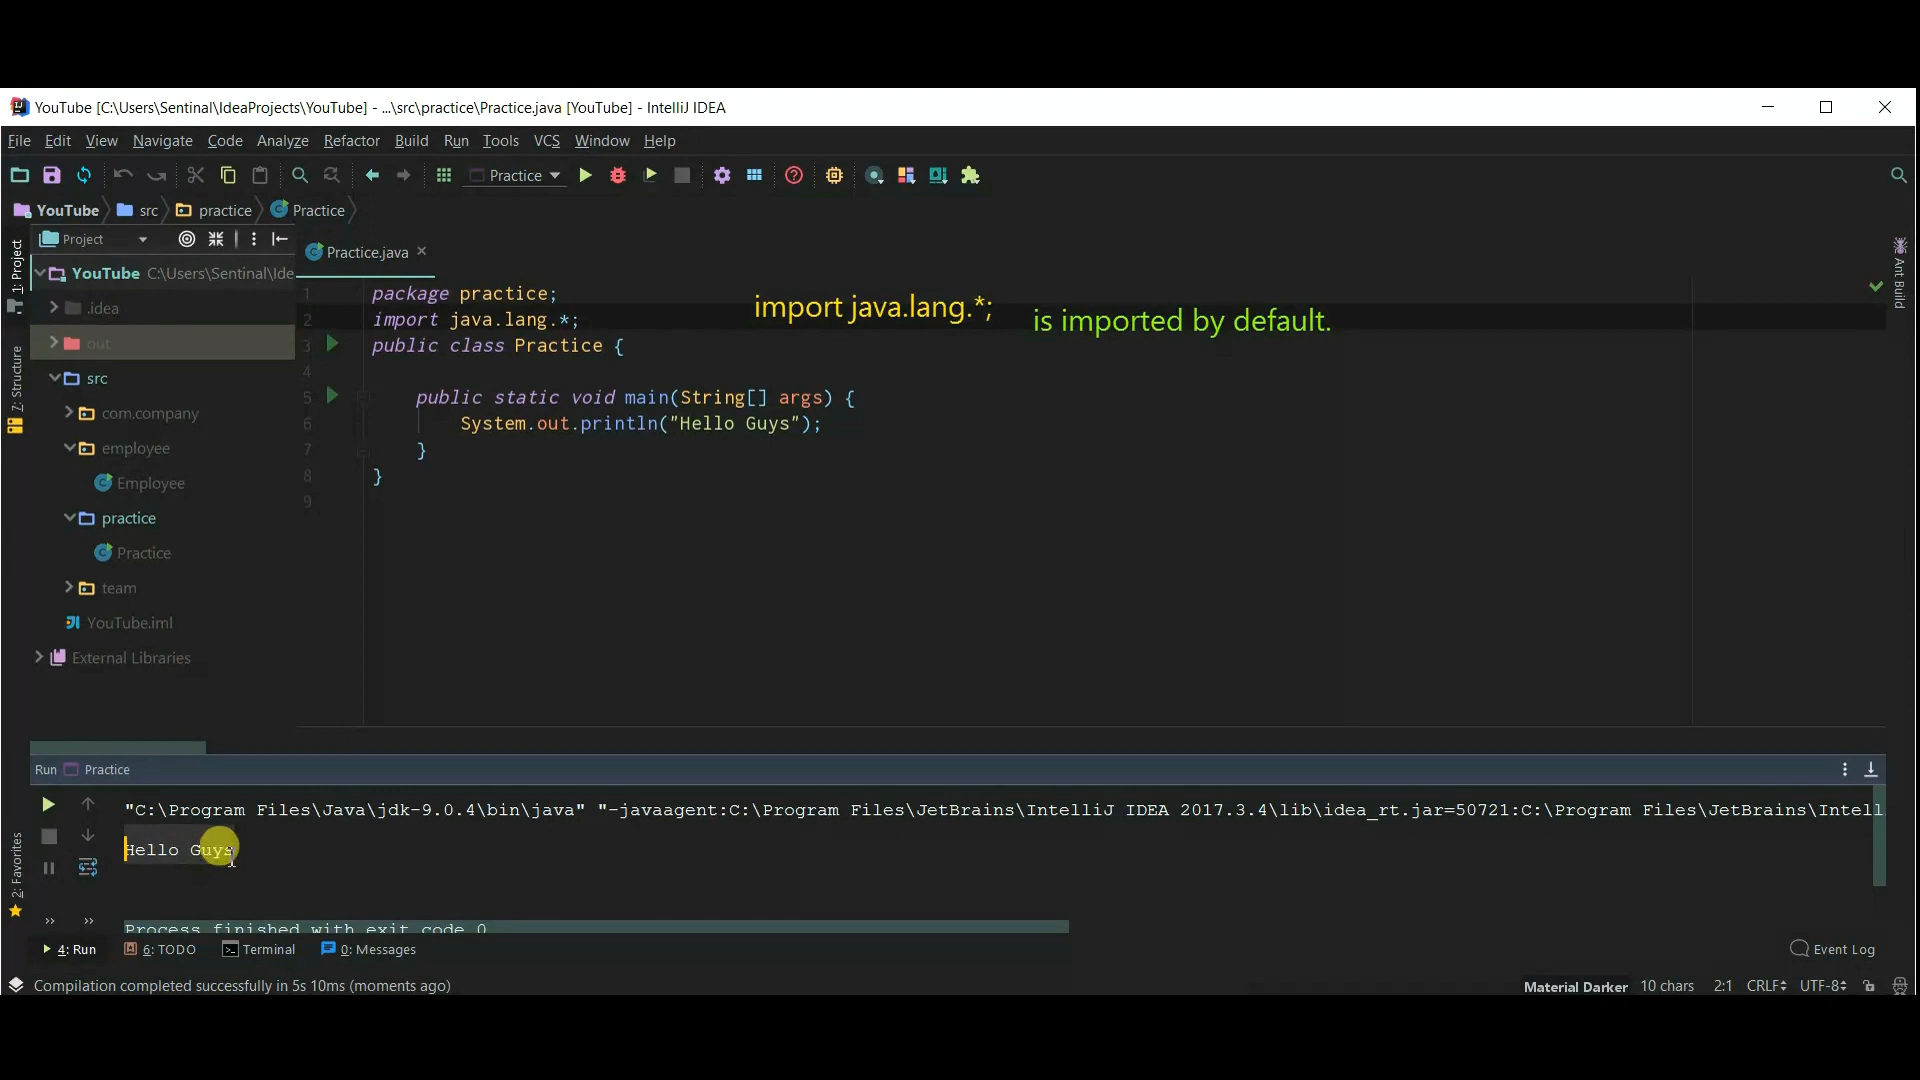 YouTube [C:\Users\Sentinal\IdeaProjects\YouTube] - ...\src\practice\Practice.java [YouTube] - IntelliJ IDEA
File Edit View Navigate Code Analyze Refactor Build Run Tools VCS Window Help
Practice
YouTube src practice Practice
Project
Practice.java
1: Project
Z: Structure
2: Favorites
Ant Build
YouTube C:\Users\Sentinal\Ide
.idea
out
src
com.company
employee
Employee
practice
Practice
team
YouTube.iml
External Libraries
1 package practice;
2 import java.lang.*;
3 public class Practice {
4
5 public static void main(String[] args) {
6 System.out.println("Hello Guys");
7 }
8 }
9
import java.lang.*;
is imported by default.
Run Practice
"C:\Program Files\Java\jdk-9.0.4\bin\java" "-javaagent:C:\Program Files\JetBrains\IntelliJ IDEA 2017.3.4\lib\idea_rt.jar=50721:C:\Program Files\JetBrains\Intell
Hello Guys
Process finished with exit code 0
4: Run 6: TODO Terminal 0: Messages Event Log
Compilation completed successfully in 5s 10ms (moments ago) Material Darker 10 chars 2:1 CRLF UTF-8